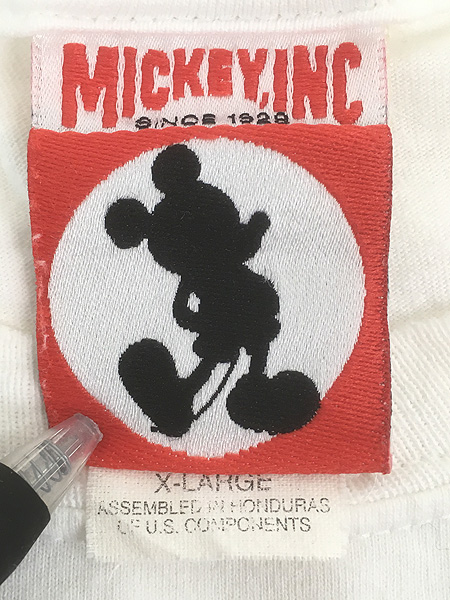 MICKEY, INC
SINCE 1928
X-LARGE
ASSEMBLED IN HONDURAS
OF U.S. COMPONENTS